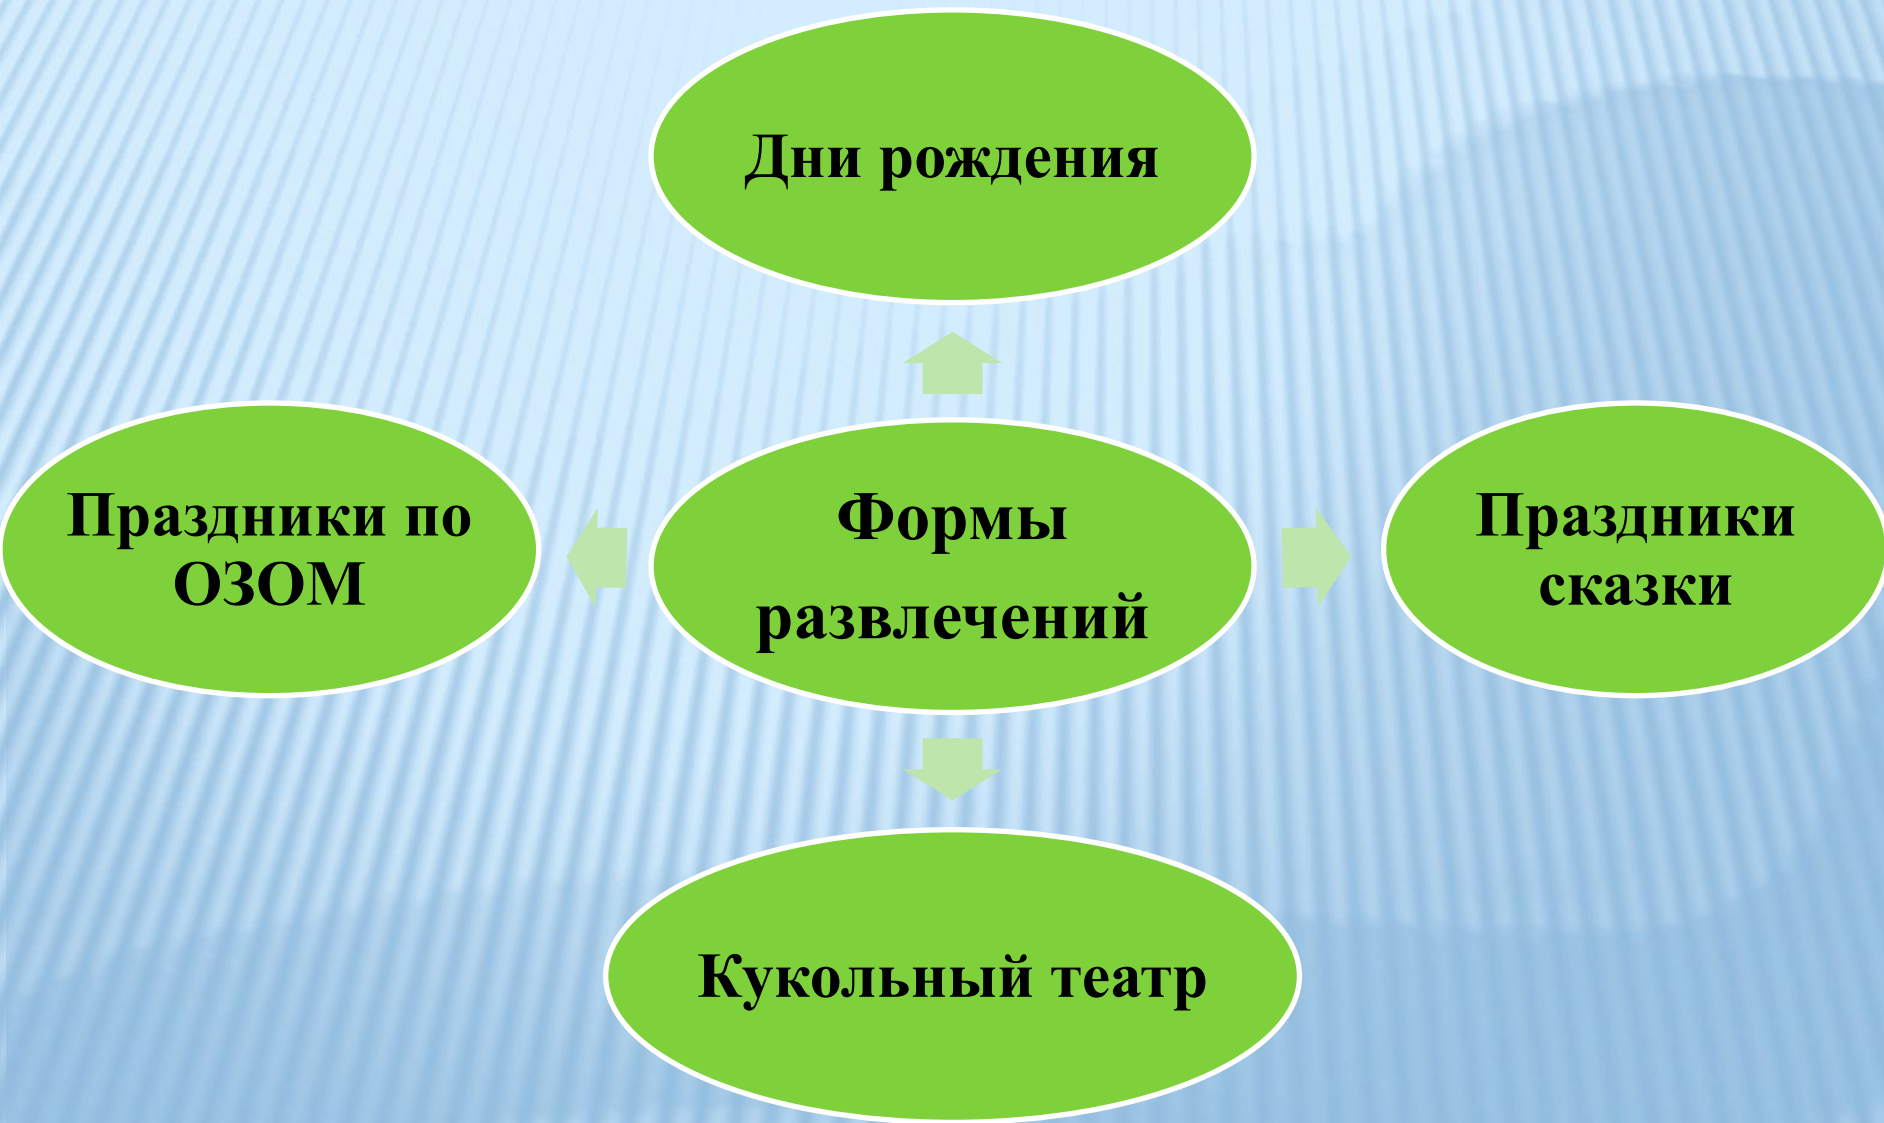 Дни рождения
Праздники по
ОЗОМ
Формы
развлечений
Праздники
сказки
Кукольный театр